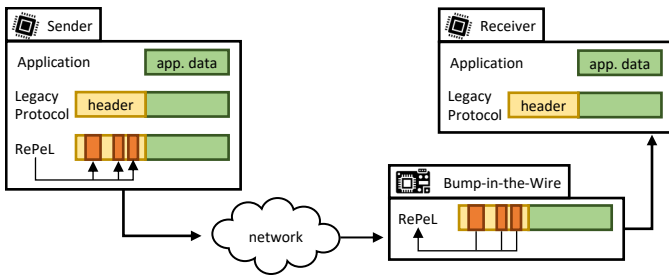 Sender
Application
app. data
Legacy
Protocol
header
RePeL
network
Receiver
Application
app. data
Legacy
Protocol
header
Bump-in-the-Wire
RePeL